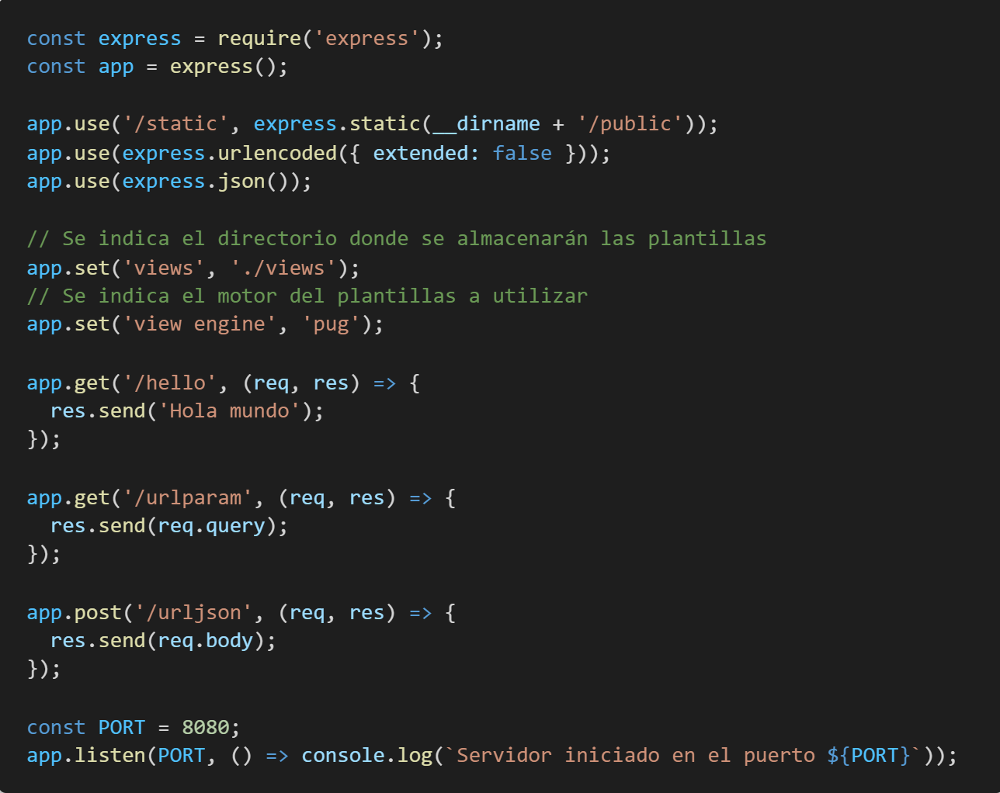 const express = require('express');
const app = express();

app.use('/static', express.static(__dirname + '/public'));
app.use(express.urlencoded({ extended: false }));
app.use(express.json());

// Se indica el directorio donde se almacenarán las plantillas
app.set('views', './views');
// Se indica el motor del plantillas a utilizar
app.set('view engine', 'pug');

app.get('/hello', (req, res) => {
  res.send('Hola mundo');
});

app.get('/urlparam', (req, res) => {
  res.send(req.query);
});

app.post('/urljson', (req, res) => {
  res.send(req.body);
});

const PORT = 8080;
app.listen(PORT, () => console.log(`Servidor iniciado en el puerto ${PORT}`));